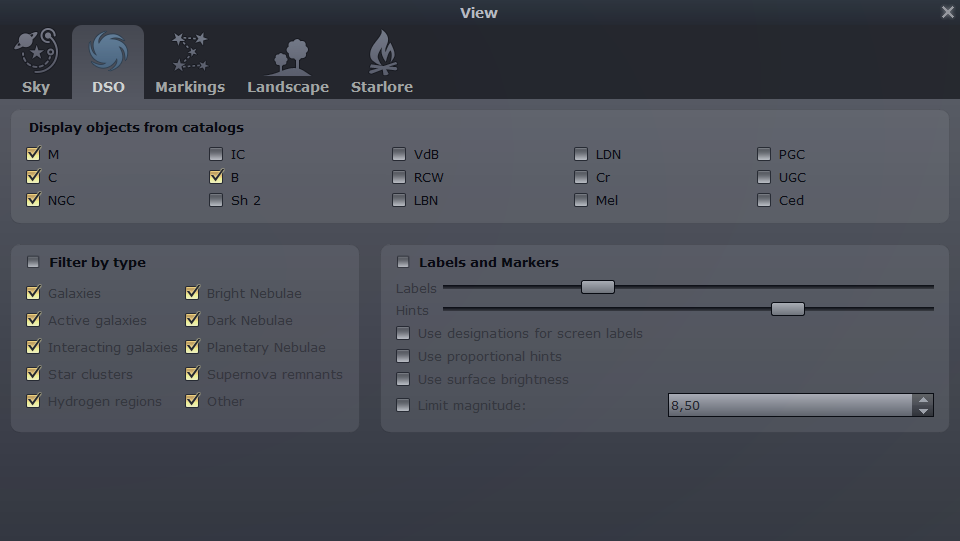 View
Sky DSO Markings Landscape Starlore
Display objects from catalogs
M IC VdB LDN PGC
C B RCW Cr UGC
NGC Sh 2 LBN Mel Ced
Filter by type
Galaxies Bright Nebulae
Active galaxies Dark Nebulae
Interacting galaxies Planetary Nebulae
Star clusters Supernova remnants
Hydrogen regions Other
Labels and Markers
Labels
Hints
Use designations for screen labels
Use proportional hints
Use surface brightness
Limit magnitude: 8,50